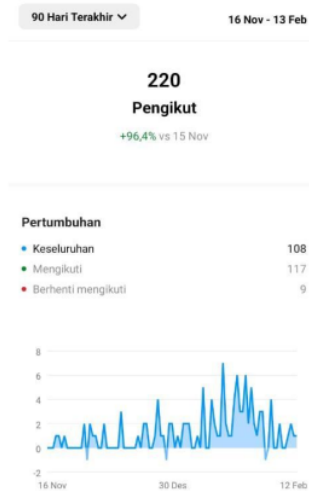 90 Hari Terakhir
16 Nov - 13 Feb
220
Pengikut
+96,4% vs 15 Nov
Pertumbuhan
Keseluruhan 108
Mengikuti 117
Berhenti mengikuti 9
8
6
4
2
0
-2
16 Nov 30 Des 12 Feb